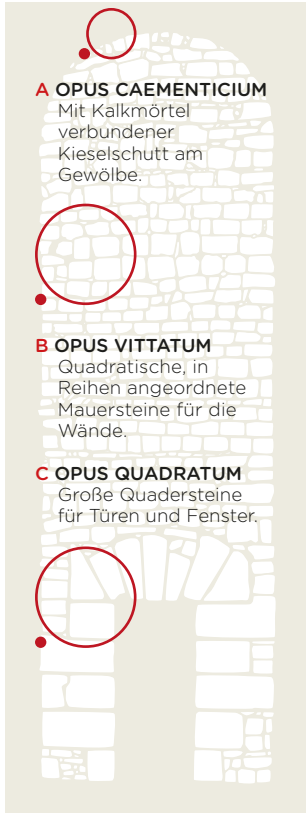 A OPUS CAEMENTICIUM
Mit Kalkmörtel
verbundener
Kieselschutt am
Gewölbe.
B OPUS VITTATUM
Quadratische, in
Reihen angeordnete
Mauersteine für die
Wände.
C OPUS QUADRATUM
Große Quadersteine
für Türen und Fenster.